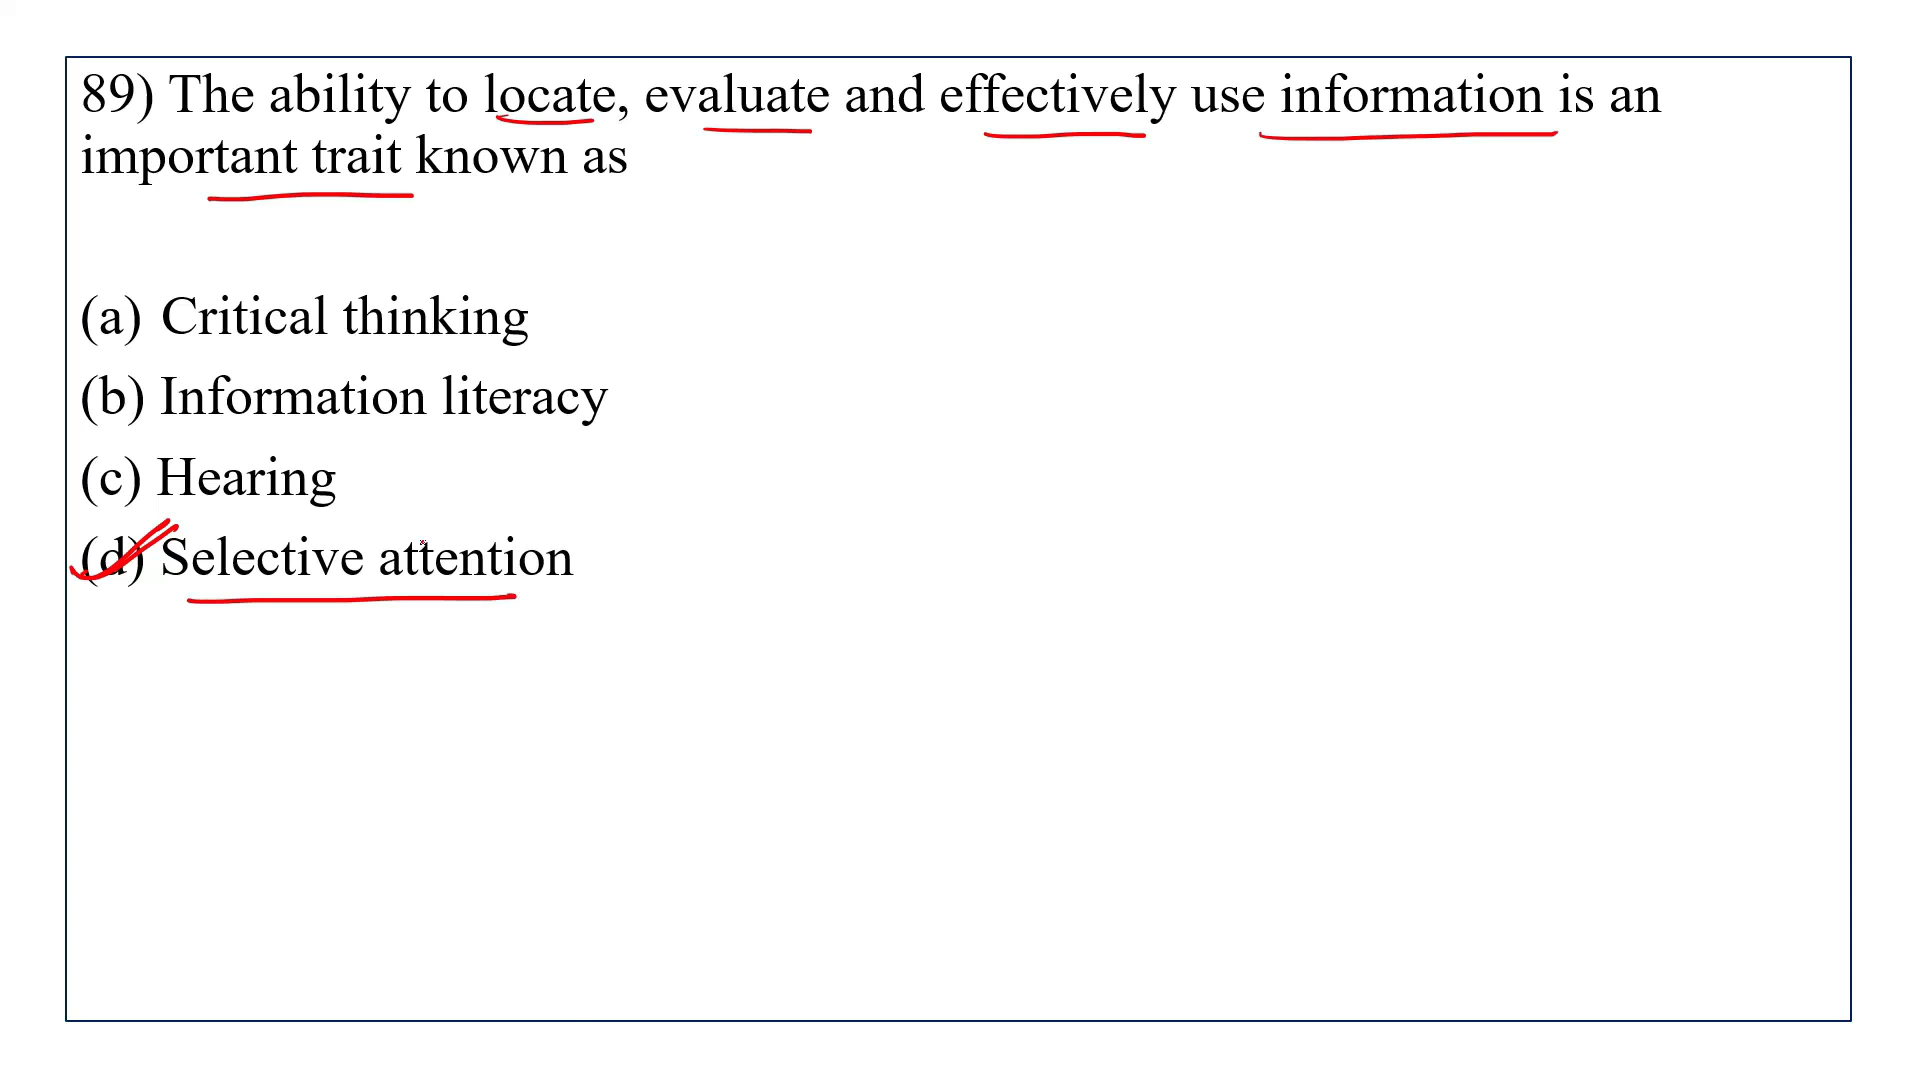 89) The ability to locate, evaluate and effectively use information is an
important trait known as
(a) Critical thinking
(b) Information literacy
(c) Hearing
(d) Selective attention